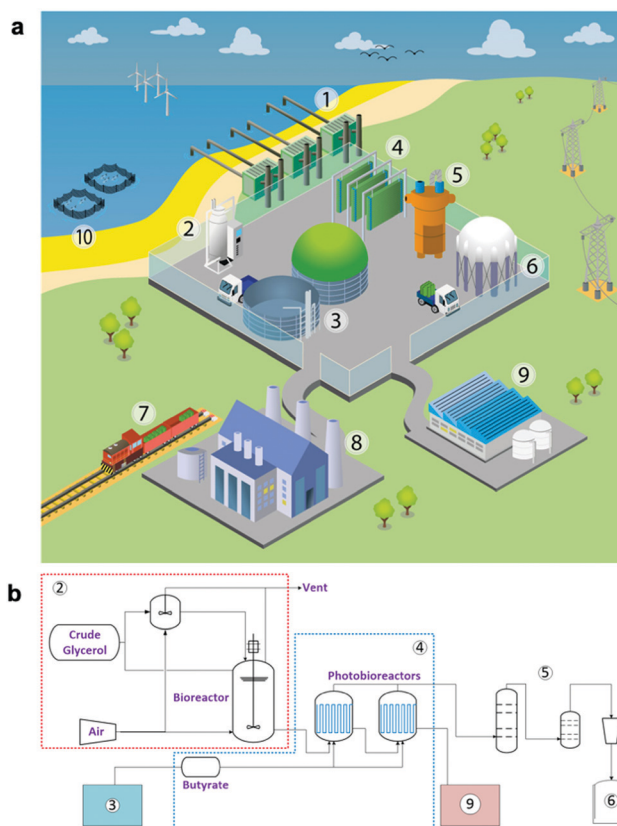 a
1
4
5
2
6
10
3
9
7
8
b
②
Vent
Crude
Glycerol
④
Photobioreactors
⑤
Bioreactor
Air
Butyrate
③
⑨
⑥